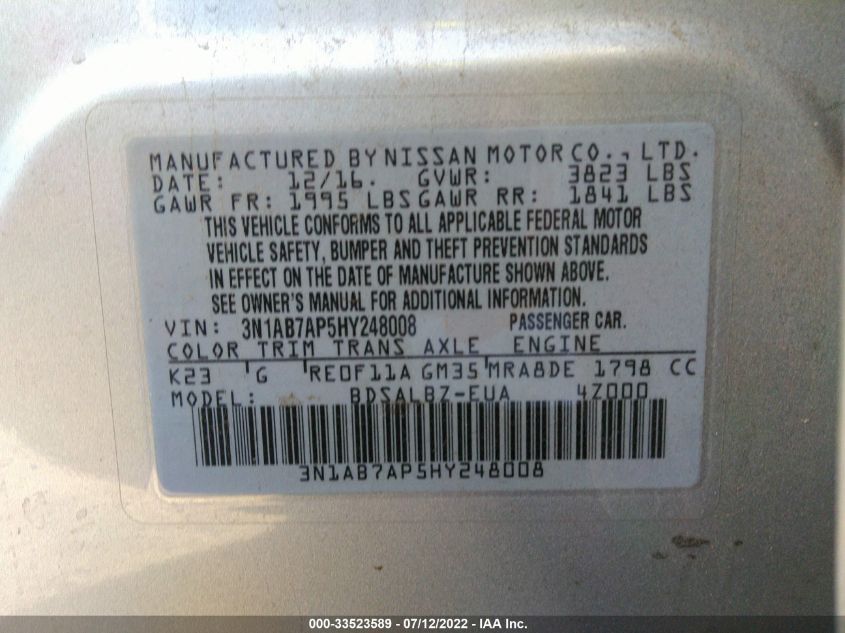 MANUFACTURED BY NISSAN MOTOR CO., LTD.
DATE: 12/16. GVWR: 3823 LBS
GAWR FR: 1995 LBS GAWR RR: 1841 LBS
THIS VEHICLE CONFORMS TO ALL APPLICABLE FEDERAL MOTOR
VEHICLE SAFETY, BUMPER AND THEFT PREVENTION STANDARDS
IN EFFECT ON THE DATE OF MANUFACTURE SHOWN ABOVE.
SEE OWNER'S MANUAL FOR ADDITIONAL INFORMATION.
VIN: 3N1AB7AP5HY248008 PASSENGER CAR.
COLOR TRIM TRANS AXLE ENGINE
K23 G RE0F11A GM35 MRA8DE 1798 CC
MODEL: BDSALBZ-EUA 4Z000
3N1AB7AP5HY248008
000-33523589 - 07/12/2022 - IAA Inc.